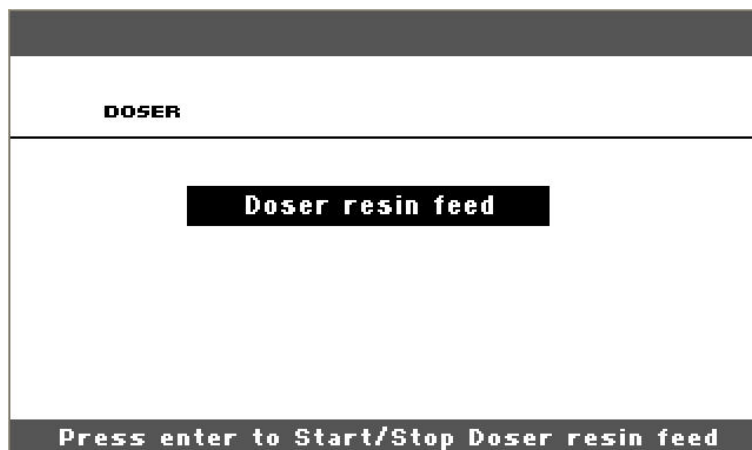 DOSER
Doser resin feed
Press enter to Start/Stop Doser resin feed